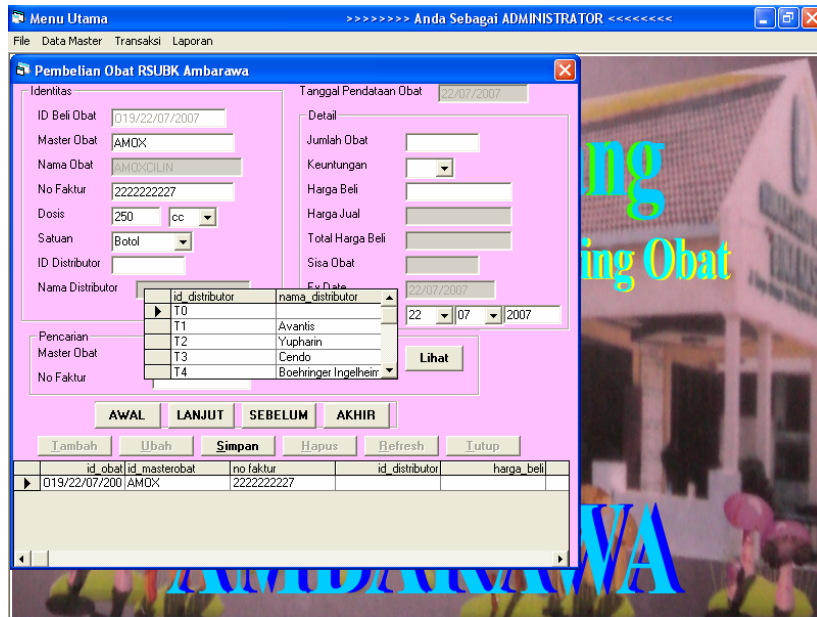 Menu Utama >>>>>>>> Anda Sebagai ADMINISTRATOR <<<<<<<<
File Data Master Transaksi Laporan
Pembelian Obat RSUBK Ambarawa
Identitas
Tanggal Pendataan Obat 22/07/2007
ID Beli Obat O19/22/07/2007
Master Obat AMOX
Nama Obat AMOXCILIN
No Faktur 2222222227
Dosis 250 cc
Satuan Botol
ID Distributor
Nama Distributor
Detail
Jumlah Obat
Keuntungan
Harga Beli
Harga Jual
Total Harga Beli
Sisa Obat
Ex Date 22/07/2007
22 07 2007
id_distributor nama_distributor
T0
T1 Avantis
T2 Yupharin
T3 Cendo
T4 Boehringer Ingelheim
Pencarian
Master Obat
No Faktur
Lihat
AWAL LANJUT SEBELUM AKHIR
Tambah Ubah Simpan Hapus Refresh Tutup
id_obat id_masterobat no faktur id_distributor harga_beli
O19/22/07/200 AMOX 2222222227
ng
ing Obat
AMBARAWA